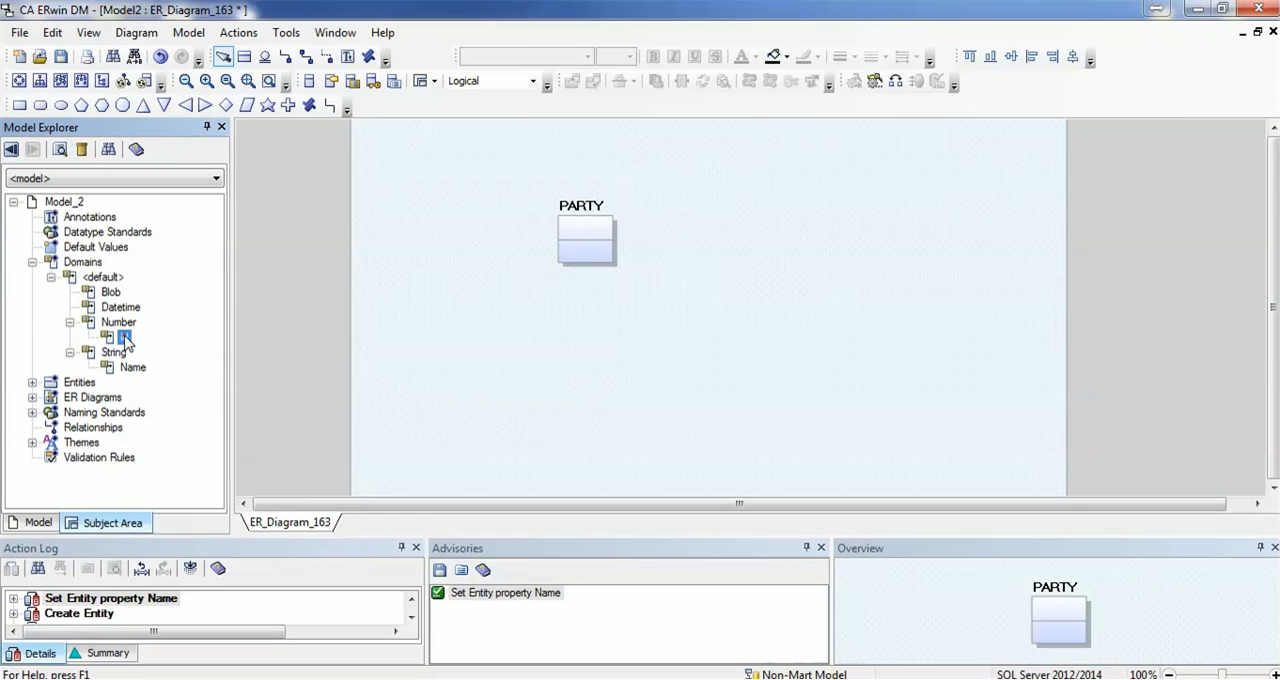 CA ERwin DM - [Model2 : ER_Diagram_163 * ]
File Edit View Diagram Model Actions Tools Window Help
B I U S A
Logical
Model Explorer
<model>
Model_2
Annotations
Datatype Standards
Default Values
Domains
<default>
Blob
Datetime
Number
String
Name
Entities
ER Diagrams
Naming Standards
Relationships
Themes
Validation Rules
Model Subject Area
PARTY
ER_Diagram_163
Action Log
Set Entity property Name
Create Entity
Details Summary
Advisories
Set Entity property Name
Overview
PARTY
For Help, press F1
Non-Mart Model
SQL Server 2012/2014
100%